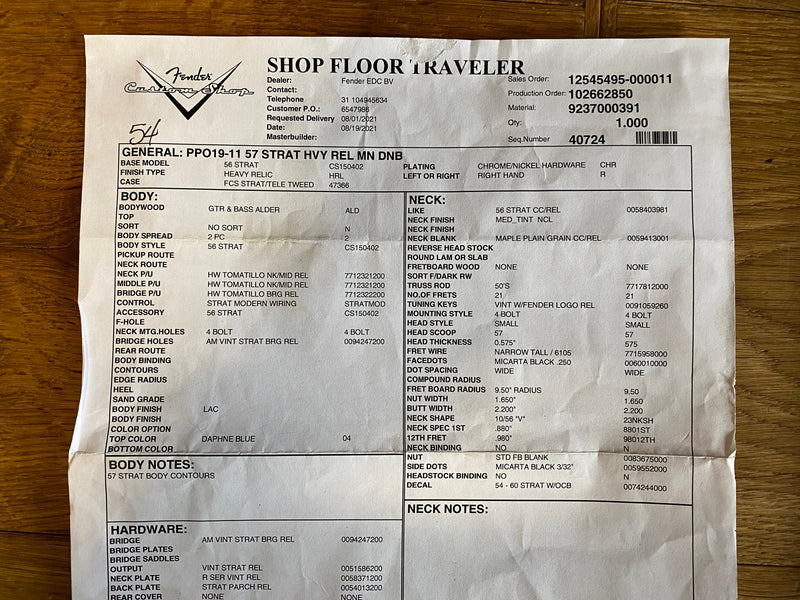 Fender
Custom Shop
SHOP FLOOR TRAVELER
Dealer: Fender EDC BV
Contact:
Telephone 31 104945634
Customer P.O.: 6547986
Requested Delivery 08/01/2021
Date: 08/19/2021
Masterbuilder:
Sales Order: 12545495-000011
Production Order: 102662850
Material: 9237000391
Qty: 1.000
Seq.Number 40724
54
GENERAL: PPO19-11 57 STRAT HVY REL MN DNB
BASE MODEL 56 STRAT CS150402 PLATING CHROME/NICKEL HARDWARE CHR
FINISH TYPE HEAVY RELIC HRL LEFT OR RIGHT RIGHT HAND R
CASE FCS STRAT/TELE TWEED 47366
BODY:
BODYWOOD GTR & BASS ALDER ALD
TOP
SORT NO SORT N
BODY SPREAD 2 PC 2
BODY STYLE 56 STRAT CS150402
PICKUP ROUTE
NECK ROUTE
NECK P/U HW TOMATILLO NK/MID REL 7712321200
MIDDLE P/U HW TOMATILLO NK/MID REL 7712321200
BRIDGE P/U HW TOMATILLO BRG REL 7712322200
CONTROL STRAT MODERN WIRING STRATMOD
ACCESSORY 56 STRAT CS150402
F-HOLE
NECK MTG.HOLES 4 BOLT 4 BOLT
BRIDGE HOLES AM VINT STRAT BRG REL 0094247200
REAR ROUTE
BODY BINDING
CONTOURS
EDGE RADIUS
HEEL
SAND GRADE
BODY FINISH LAC
BODY FINISH
COLOR OPTION
TOP COLOR DAPHNE BLUE 04
BOTTOM COLOR
BODY NOTES:
57 STRAT BODY CONTOURS
HARDWARE:
BRIDGE AM VINT STRAT BRG REL 0094247200
BRIDGE PLATES
BRIDGE SADDLES
OUTPUT VINT STRAT REL 0051586200
NECK PLATE R SER VINT REL 0058371200
BACK PLATE STRAT PARCH REL 0054013200
REAR COVER NONE NONE
NECK:
LIKE 56 STRAT CC/REL 0058403981
NECK FINISH MED_TINT NCL
NECK FINISH
NECK BLANK MAPLE PLAIN GRAIN CC/REL 0059413001
REVERSE HEAD STOCK
ROUND LAM OR SLAB
FRETBOARD WOOD NONE NONE
SORT F/DARK RW
TRUSS ROD 50'S 7717812000
NO.OF FRETS 21 21
TUNING KEYS VINT W/FENDER LOGO REL 0091059260
MOUNTING STYLE 4 BOLT 4 BOLT
HEAD STYLE SMALL SMALL
HEAD SCOOP 57 57
HEAD THICKNESS 0.575" 575
FRET WIRE NARROW TALL / 6105 7715958000
FACEDOTS MICARTA BLACK .250 0060010000
DOT SPACING WIDE WIDE
COMPOUND RADIUS
FRET BOARD RADIUS 9.50" RADIUS 9.50
NUT WIDTH 1.650" 1.650
BUTT WIDTH 2.200" 2.200
NECK SHAPE 10/56 "V" 23NKSH
NECK SPEC 1ST .880" 8801ST
12TH FRET .980" 98012TH
NECK BINDING NO N
NUT STD FB BLANK 0083675000
SIDE DOTS MICARTA BLACK 3/32" 0059552000
HEADSTOCK BINDING NO N
DECAL 54 - 60 STRAT W/OCB 0074244000
NECK NOTES: